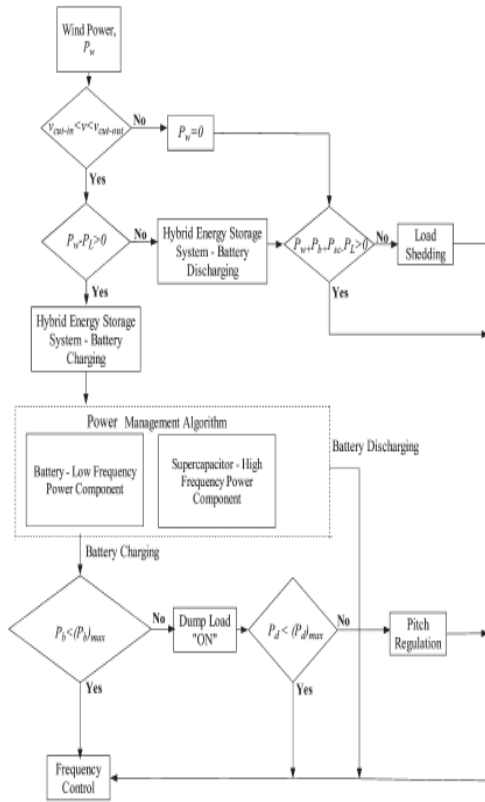 Wind Power,
P_w
v_cut-in<v<v_cut-out
No
P_w=0
Yes
P_w-P_L>0
No
Hybrid Energy Storage
System - Battery
Discharging
P_w+P_b+P_sc-P_L>0
No
Load
Shedding
Yes
Yes
Hybrid Energy Storage
System - Battery
Charging
Power Management Algorithm
Battery - Low Frequency
Power Component
Supercapacitor - High
Frequency Power
Component
Battery Discharging
Battery Charging
P_b<(P_b)_max
No
Dump Load
"ON"
P_d < (P_d)_max
No
Pitch
Regulation
Yes
Yes
Frequency
Control